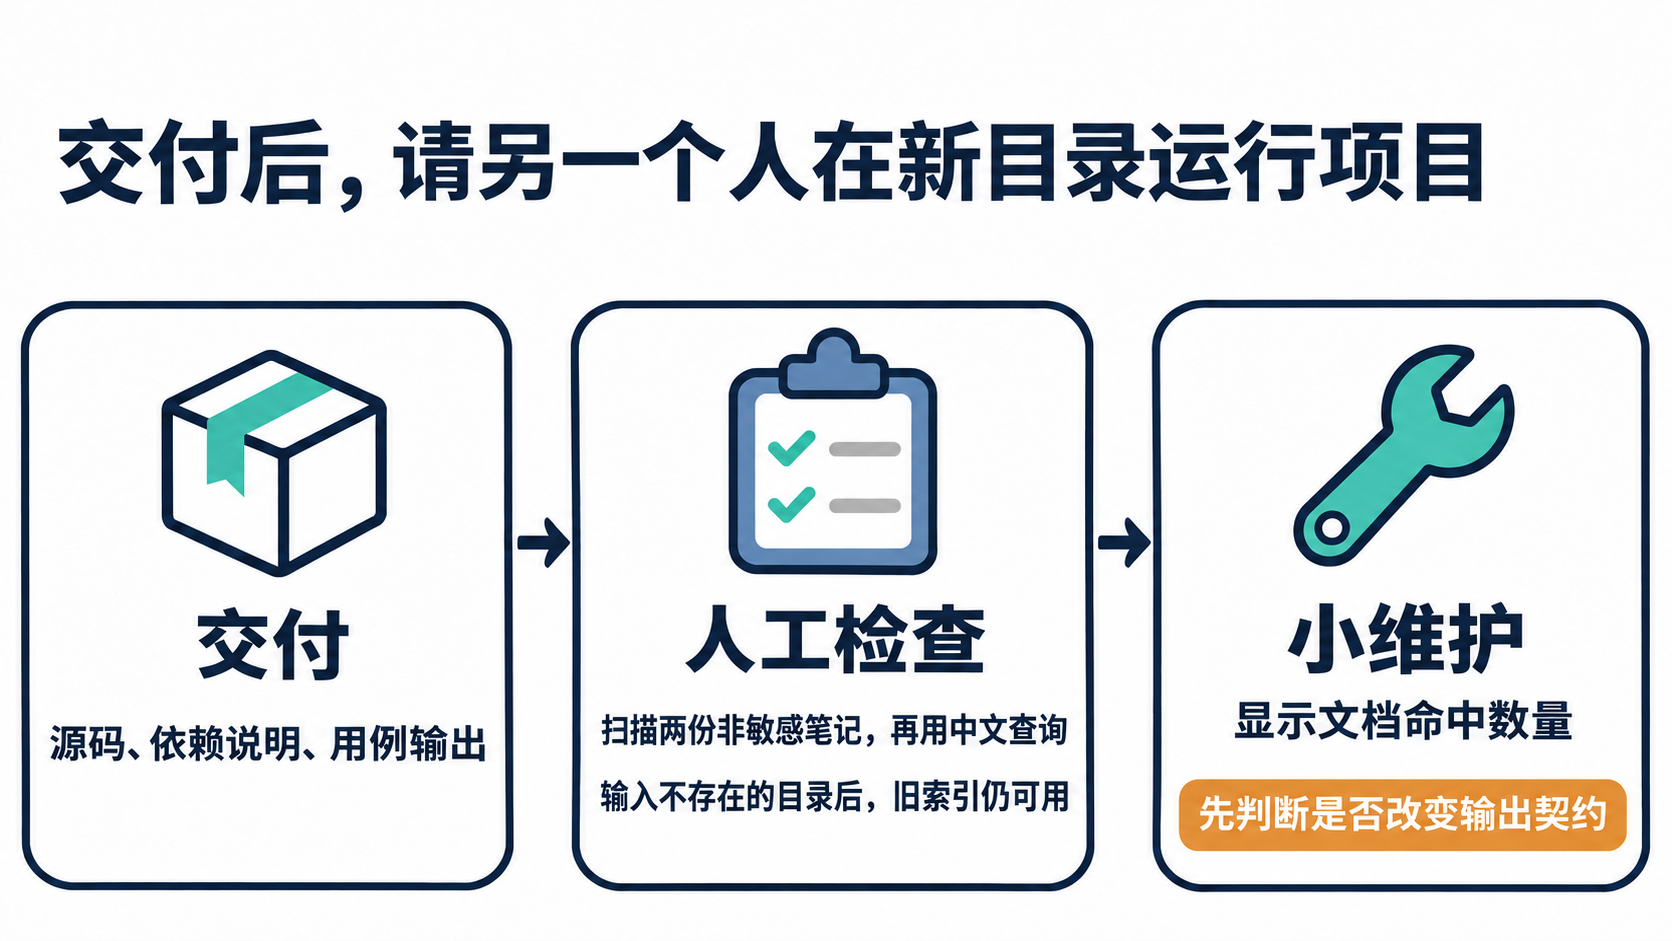 交付后，请另一个人在新目录运行项目
交付
源码、依赖说明、用例输出
人工检查
扫描两份非敏感笔记，再用中文查询
输入不存在的目录后，旧索引仍可用
小维护
显示文档命中数量
先判断是否改变输出契约